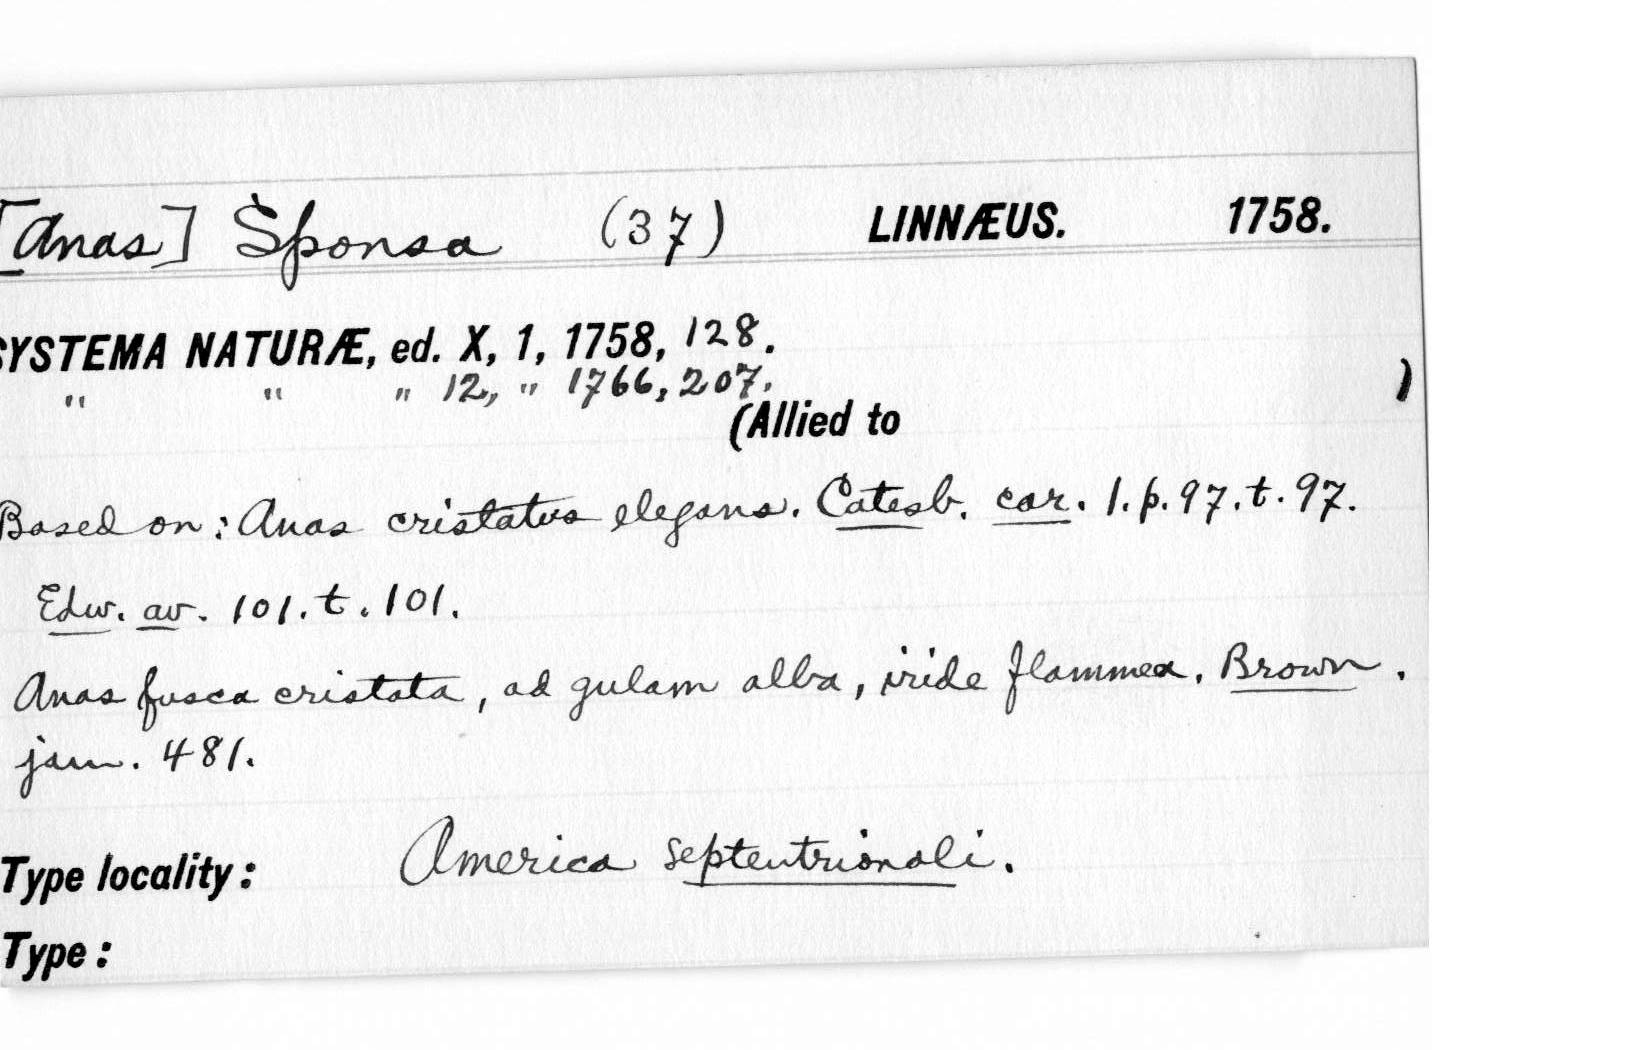 [Anas] Sponsa (37) LINNÆUS. 1758.
SYSTEMA NATURÆ, ed. X, 1, 1758, 128.
" " " 12, " 1766, 207.
(Allied to )
Based on: Anas cristatus elegans. Catesb. car. 1. p. 97. t. 97.
Edw. av. 101. t. 101.
Anas fusca cristata, ad gulam alba, iride flammea. Brown.
jam. 481.
Type locality: America septentrionali.
Type: